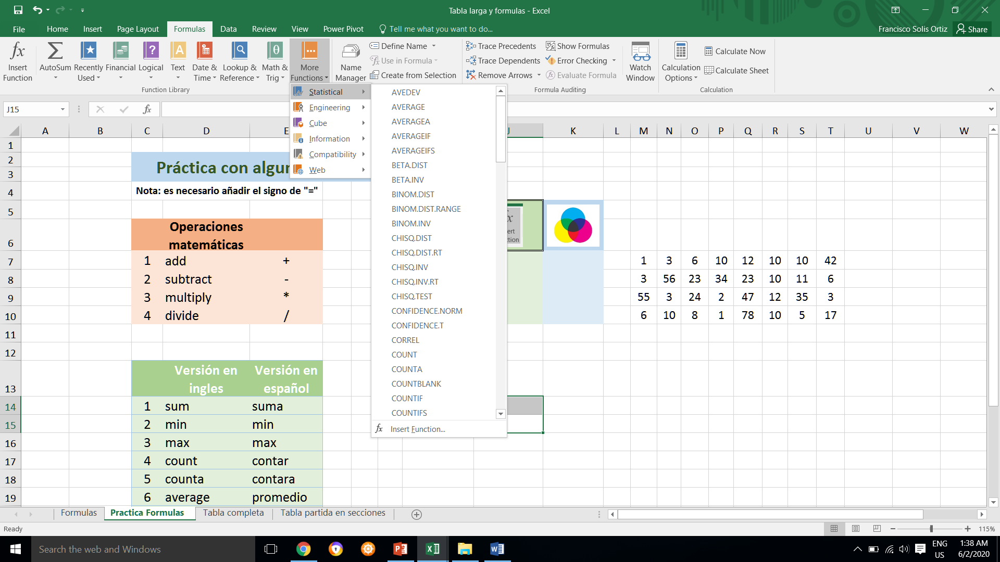 Tabla larga y formulas - Excel
File Home Insert Page Layout Formulas Data Review View Power Pivot Tell me what you want to do... Francisco Solis Ortiz Share
fx Insert Function
AutoSum
Recently Used
Financial
Logical
Text
Date & Time
Lookup & Reference
Math & Trig
More Functions
Name Manager
Define Name
Use in Formula
Create from Selection
Trace Precedents
Trace Dependents
Remove Arrows
Show Formulas
Error Checking
Evaluate Formula
Watch Window
Calculation Options
Calculate Now
Calculate Sheet
Function Library
Formula Auditing
Calculation
J15 fx
Statistical
Engineering
Cube
Information
Compatibility
Web
AVEDEV
AVERAGE
AVERAGEA
AVERAGEIF
AVERAGEIFS
BETA.DIST
BETA.INV
BINOM.DIST
BINOM.DIST.RANGE
BINOM.INV
CHISQ.DIST
CHISQ.DIST.RT
CHISQ.INV
CHISQ.INV.RT
CHISQ.TEST
CONFIDENCE.NORM
CONFIDENCE.T
CORREL
COUNT
COUNTA
COUNTBLANK
COUNTIF
COUNTIFS
fx Insert Function...
A B C D E J K L M N O P Q R S T U V W
1
2
3
Práctica con algun
4 Nota: es necesario añadir el signo de "="
5
6 Operaciones matemáticas
7 1 add + 1 3 6 10 12 10 10 42
8 2 subtract - 3 56 23 34 23 10 11 6
9 3 multiply * 55 3 24 2 47 12 35 3
10 4 divide / 6 10 8 1 78 10 5 17
11
12
13 Versión en ingles Versión en español
14 1 sum suma
15 2 min min
16 3 max max
17 4 count contar
18 5 counta contara
19 6 average promedio
Formulas Practica Formulas Tabla completa Tabla partida en secciones
Ready 115%
Search the web and Windows
ENG US
1:38 AM
6/2/2020